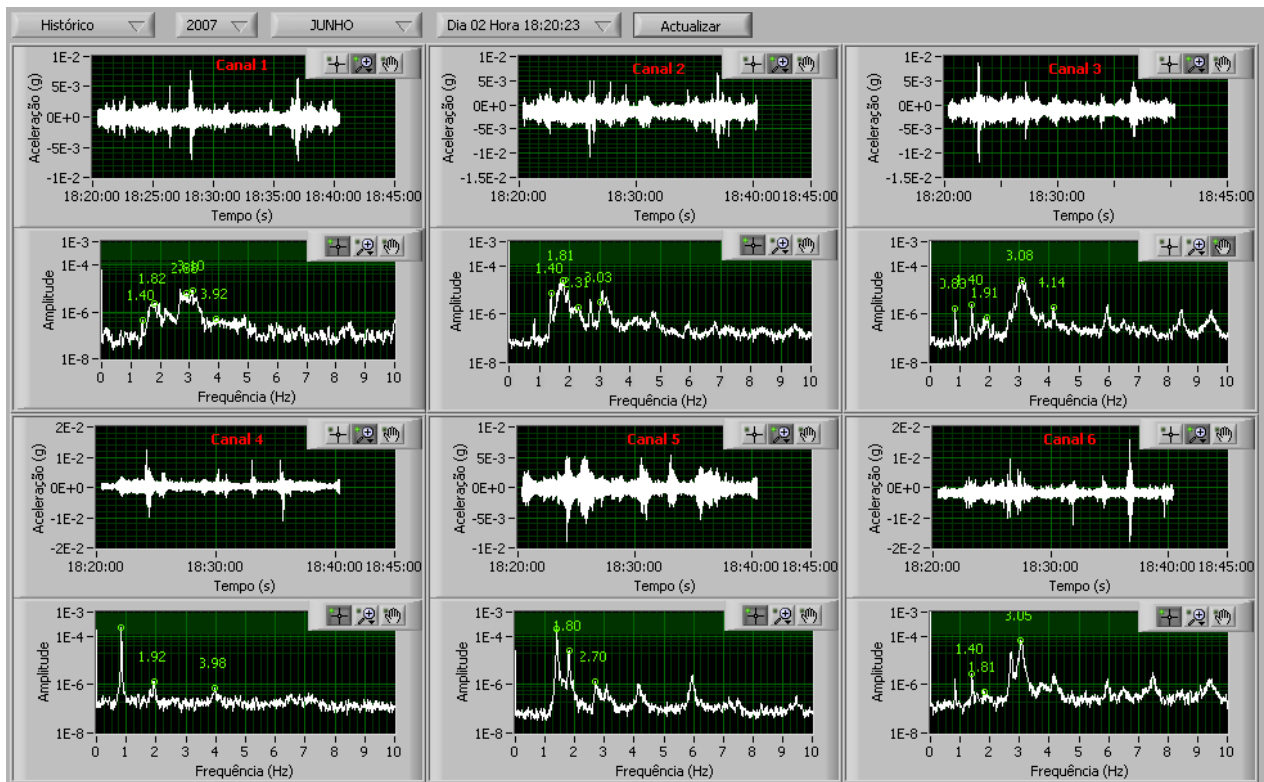 Histórico 2007 JUNHO Dia 02 Hora 18:20:23 Actualizar
Canal 1
Aceleração (g)
1E-2
5E-3
0E+0
-5E-3
-1E-2
18:20:00 18:25:00 18:30:00 18:35:00 18:40:00 18:45:00
Tempo (s)
Canal 2
Aceleração (g)
1E-2
5E-3
0E+0
-5E-3
-1E-2
-1.5E-2
18:20:00 18:30:00 18:40:00 18:45:00
Tempo (s)
Canal 3
Aceleração (g)
1E-2
5E-3
0E+0
-5E-3
-1E-2
-1.5E-2
18:20:00 18:30:00 18:45:00
Tempo (s)
Amplitude
1E-3
1E-4
1E-6
1E-8
1.82
1.40
3.92
0 1 2 3 4 5 6 7 8 9 10
Frequência (Hz)
Amplitude
1E-3
1E-4
1E-6
1E-8
1.81
1.40
2.31
3.03
0 1 2 3 4 5 6 7 8 9 10
Frequência (Hz)
Amplitude
1E-3
1E-4
1E-6
1E-8
3.08
1.91
4.14
0 1 2 3 4 5 6 7 8 9 10
Frequência (Hz)
Canal 4
Aceleração (g)
2E-2
1E-2
0E+0
-1E-2
-2E-2
18:20:00 18:30:00 18:40:00 18:45:00
Tempo (s)
Canal 5
Aceleração (g)
5E-3
0E+0
-5E-3
-1E-2
18:20:00 18:30:00 18:40:00 18:45:00
Tempo (s)
Canal 6
Aceleração (g)
2E-2
1E-2
0E+0
-1E-2
-2E-2
18:20:00 18:30:00 18:40:00 18:45:00
Tempo (s)
Amplitude
1E-3
1E-4
1E-6
1E-8
1.92
3.98
0 1 2 3 4 5 6 7 8 9 10
Frequência (Hz)
Amplitude
1E-3
1E-4
1E-6
1E-8
1.80
2.70
0 1 2 3 4 5 6 7 8 9 10
Frequência (Hz)
Amplitude
1E-3
1E-4
1E-6
1E-8
3.05
1.40
1.81
0 1 2 3 4 5 6 7 8 9 10
Frequência (Hz)